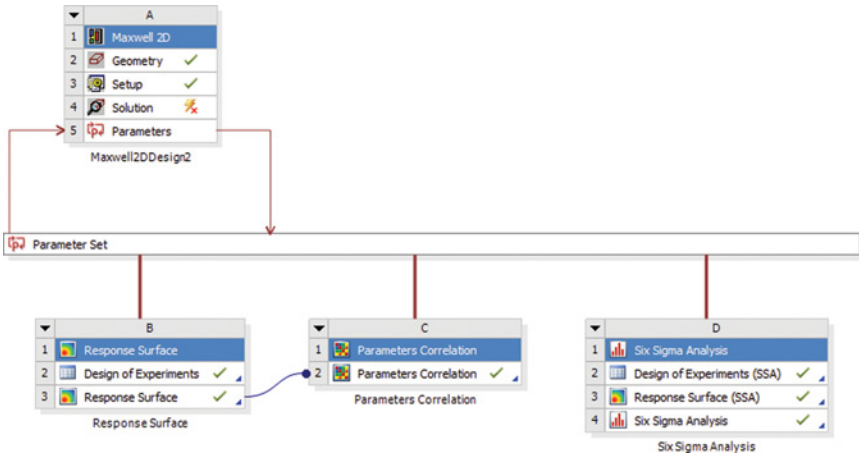 A
1 Maxwell 2D
2 Geometry
3 Setup
4 Solution
5 Parameters
Maxwell2DDesign2
Parameter Set
B
1 Response Surface
2 Design of Experiments
3 Response Surface
Response Surface
C
1 Parameters Correlation
2 Parameters Correlation
Parameters Correlation
D
1 Six Sigma Analysis
2 Design of Experiments (SSA)
3 Response Surface (SSA)
4 Six Sigma Analysis
Six Sigma Analysis